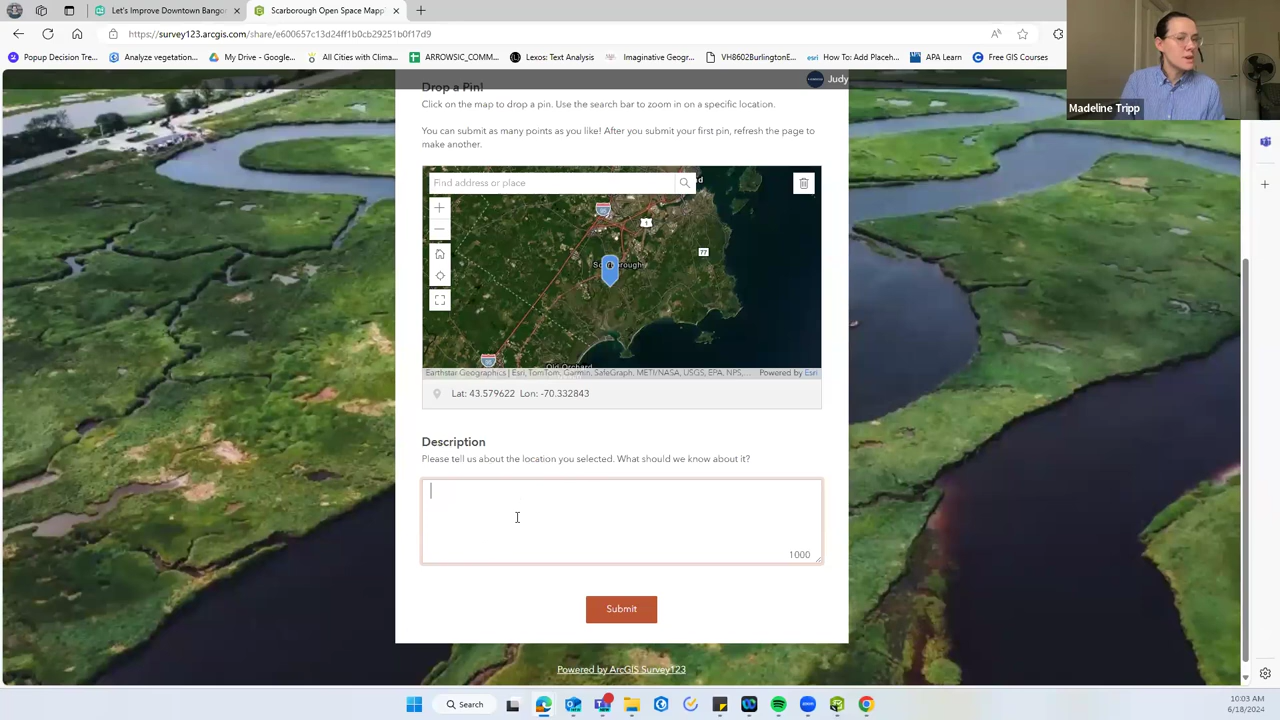 Let's Improve Downtown Bangor
Scarborough Open Space Mapp
https://survey123.arcgis.com/share/e600657c13d24ff1b0cb29251b0f17d9
Popup Decision Tre...
Analyze vegetation...
My Drive - Google...
All Cities with Clima...
ARROWSIC_COMM...
Lexos: Text Analysis
Imaginative Geogr...
VH8602BurlingtonE...
esri How To: Add Placeh...
APA Learn
Free GIS Courses
Madeline Tripp
Judy
Drop a Pin!
Click on the map to drop a pin. Use the search bar to zoom in on a specific location.
You can submit as many points as you like! After you submit your first pin, refresh the page to
make another.
Find address or place
1
77
Earthstar Geographics | Esri, TomTom, Garmin, SafeGraph, METI/NASA, USGS, EPA, NPS,...
Powered by Esri
Lat: 43.579622 Lon: -70.332843
Description
Please tell us about the location you selected. What should we know about it?
1000
Submit
Powered by ArcGIS Survey123
Search
10:03 AM
6/18/2024